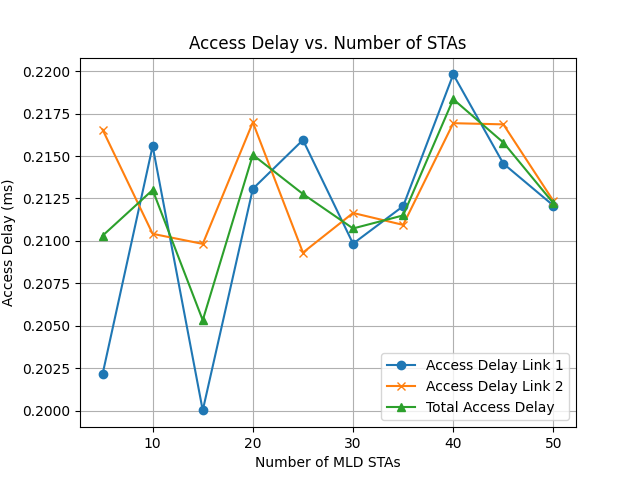 Access Delay vs. Number of STAs
0.2200
0.2175
0.2150
0.2125
0.2100
0.2075
0.2050
0.2025
0.2000
Access Delay (ms)
Access Delay Link 1
Access Delay Link 2
Total Access Delay
10 20 30 40 50
Number of MLD STAs